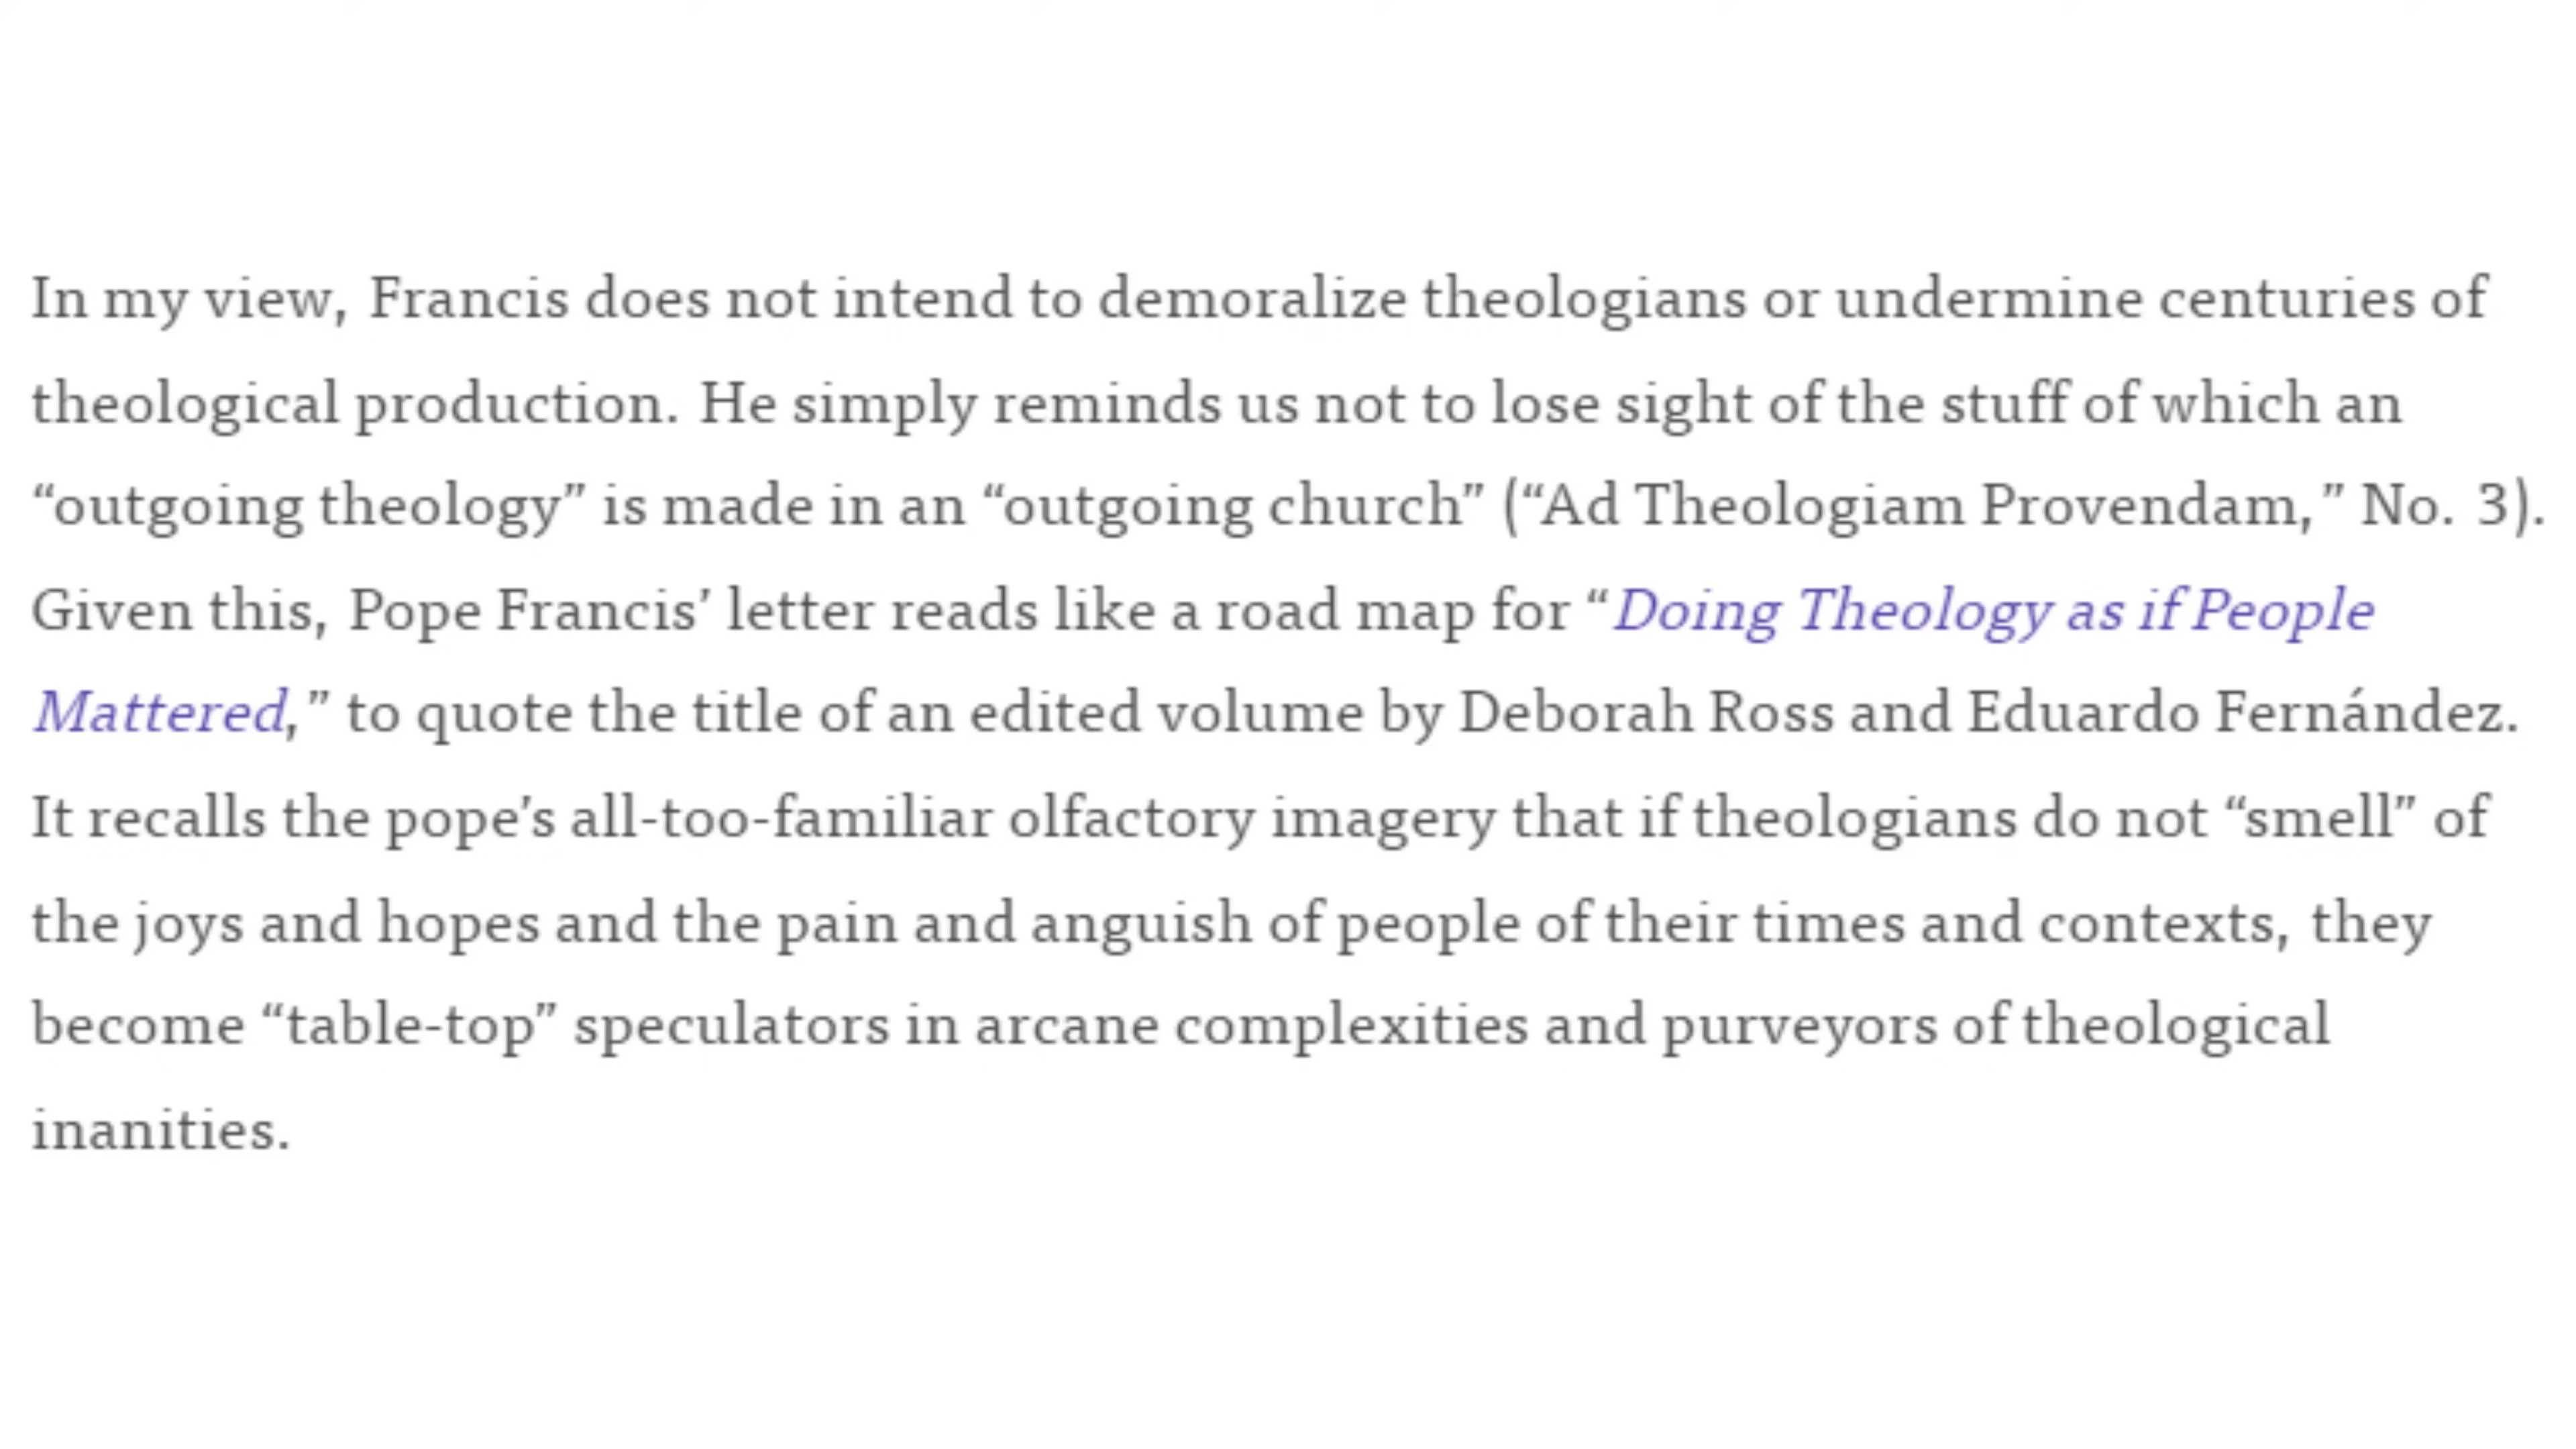 In my view, Francis does not intend to demoralize theologians or undermine centuries of
theological production. He simply reminds us not to lose sight of the stuff of which an
“outgoing theology” is made in an “outgoing church” (“Ad Theologiam Provendam,” No. 3).
Given this, Pope Francis’ letter reads like a road map for “Doing Theology as if People
Mattered,” to quote the title of an edited volume by Deborah Ross and Eduardo Fernández.
It recalls the pope’s all-too-familiar olfactory imagery that if theologians do not “smell” of
the joys and hopes and the pain and anguish of people of their times and contexts, they
become “table-top” speculators in arcane complexities and purveyors of theological
inanities.